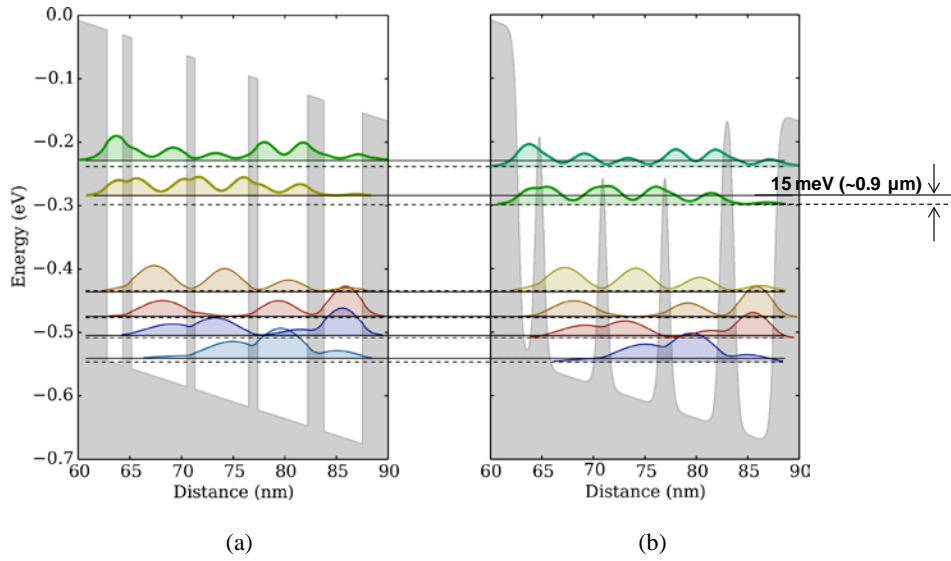 0.0
−0.1
−0.2
−0.3
−0.4
−0.5
−0.6
−0.7
Energy (eV)
60 65 70 75 80 85 90
Distance (nm)
60 65 70 75 80 85 90
Distance (nm)
15 meV (~0.9 µm)
(a)
(b)